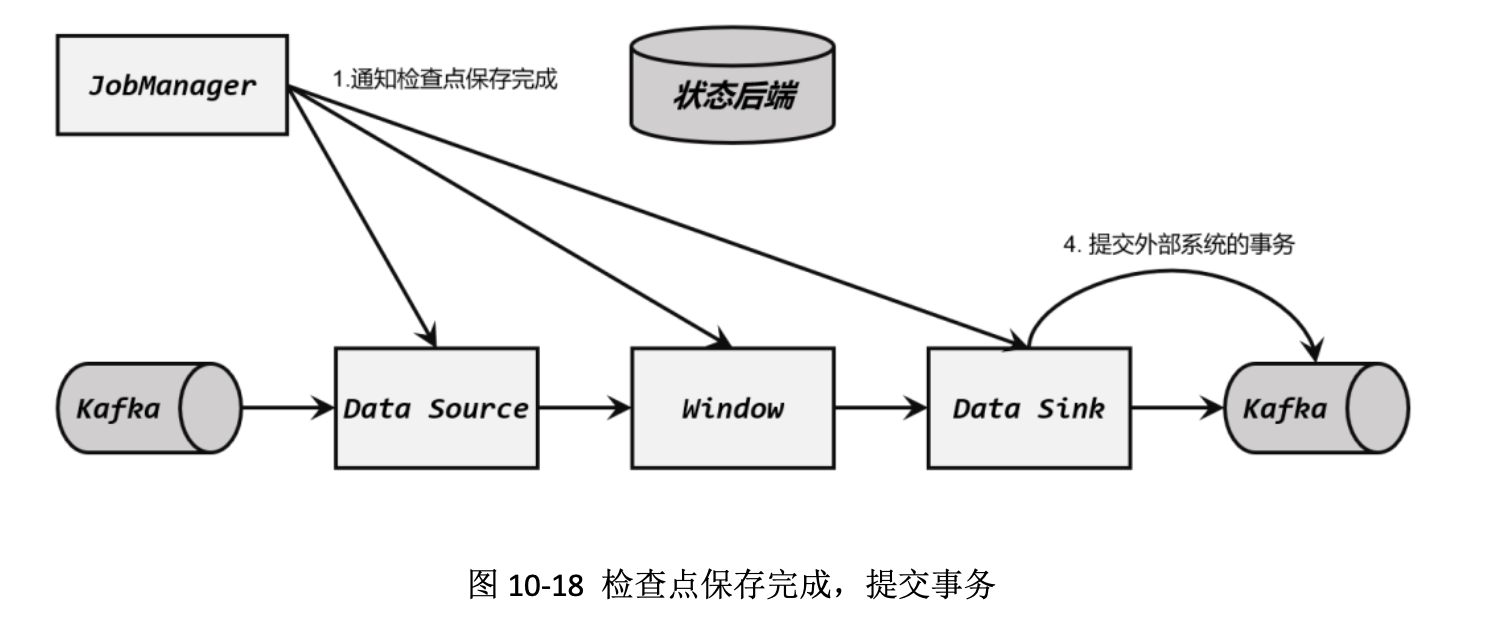 JobManager
1.通知检查点保存完成
状态后端
4. 提交外部系统的事务
Kafka
Data Source
Window
Data Sink
Kafka
图 10-18 检查点保存完成，提交事务